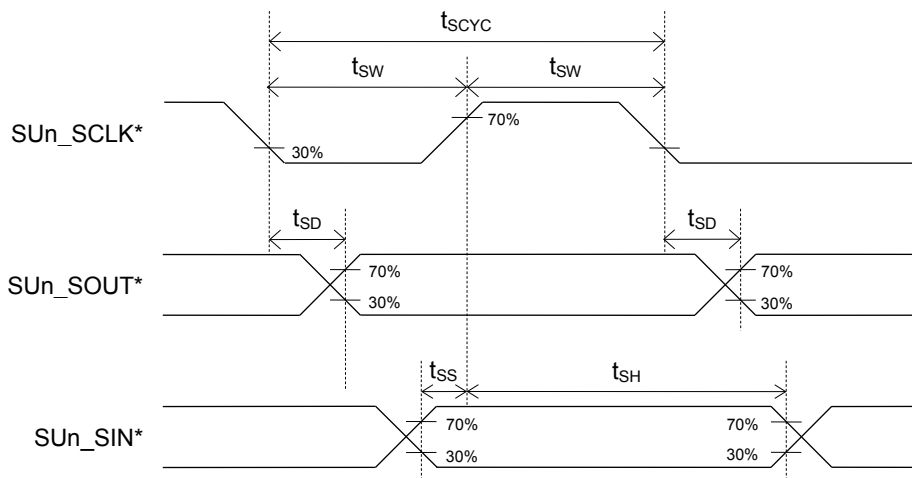 tSCYC
tSW tSW
SUn_SCLK*
70%
30%
tSD tSD
SUn_SOUT*
70% 70%
30% 30%
tSS tSH
SUn_SIN*
70% 70%
30% 30%